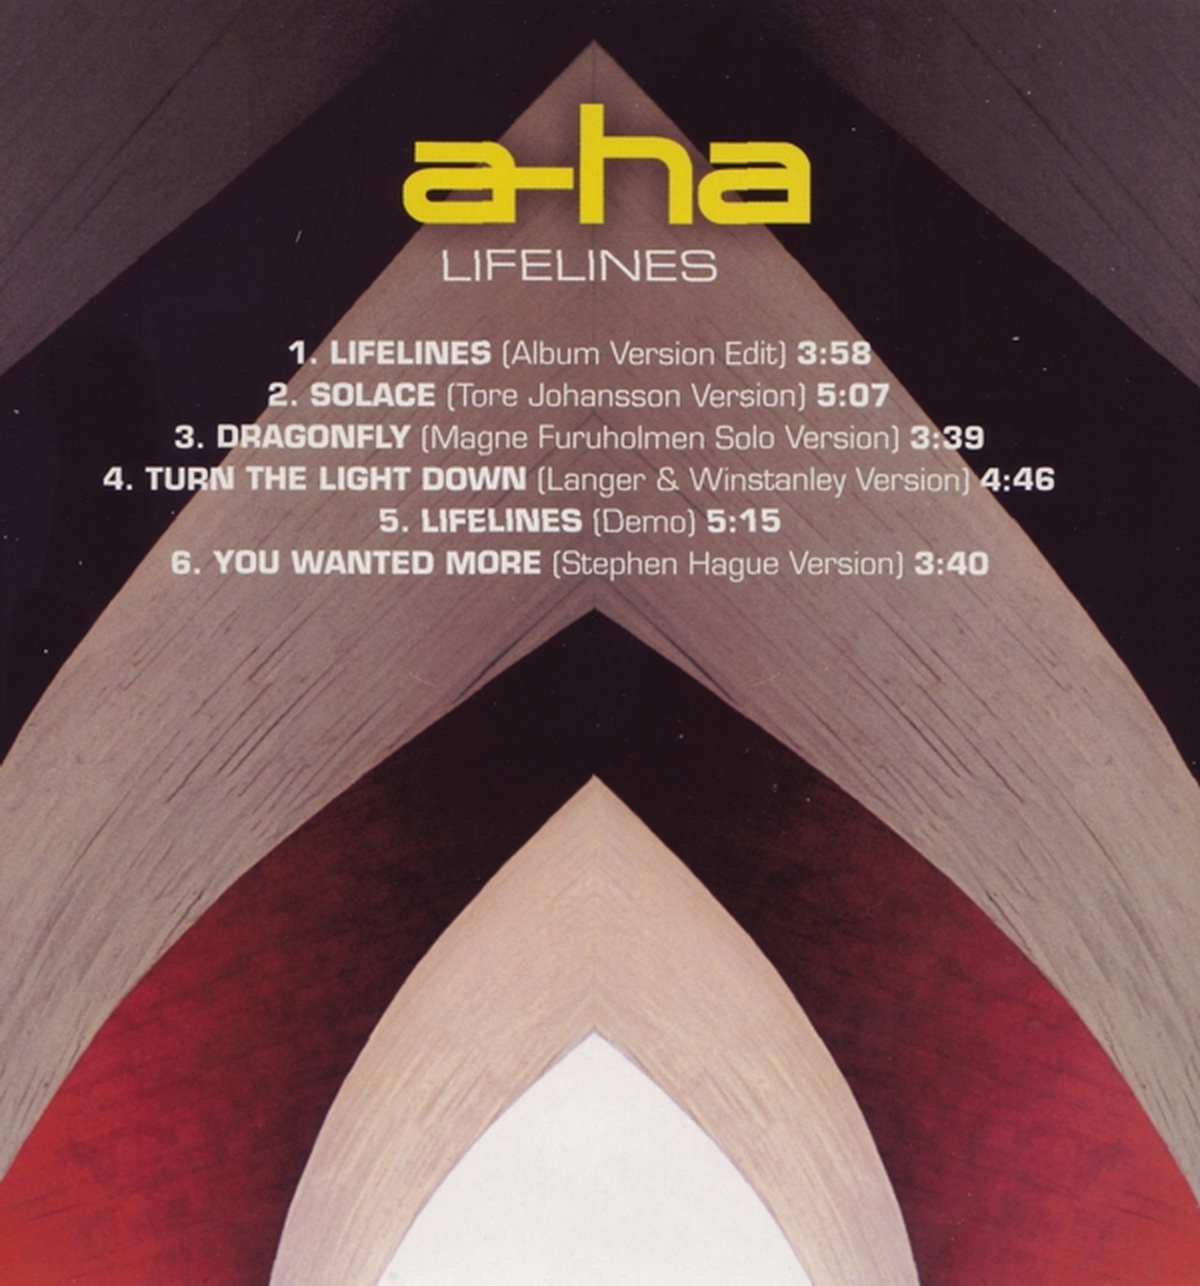 a-ha
LIFELINES
1. LIFELINES (Album Version Edit) 3:58
2. SOLACE (Tore Johansson Version) 5:07
3. DRAGONFLY (Magne Furuholmen Solo Version) 3:39
4. TURN THE LIGHT DOWN (Langer & Winstanley Version) 4:46
5. LIFELINES (Demo) 5:15
6. YOU WANTED MORE (Stephen Hague Version) 3:40